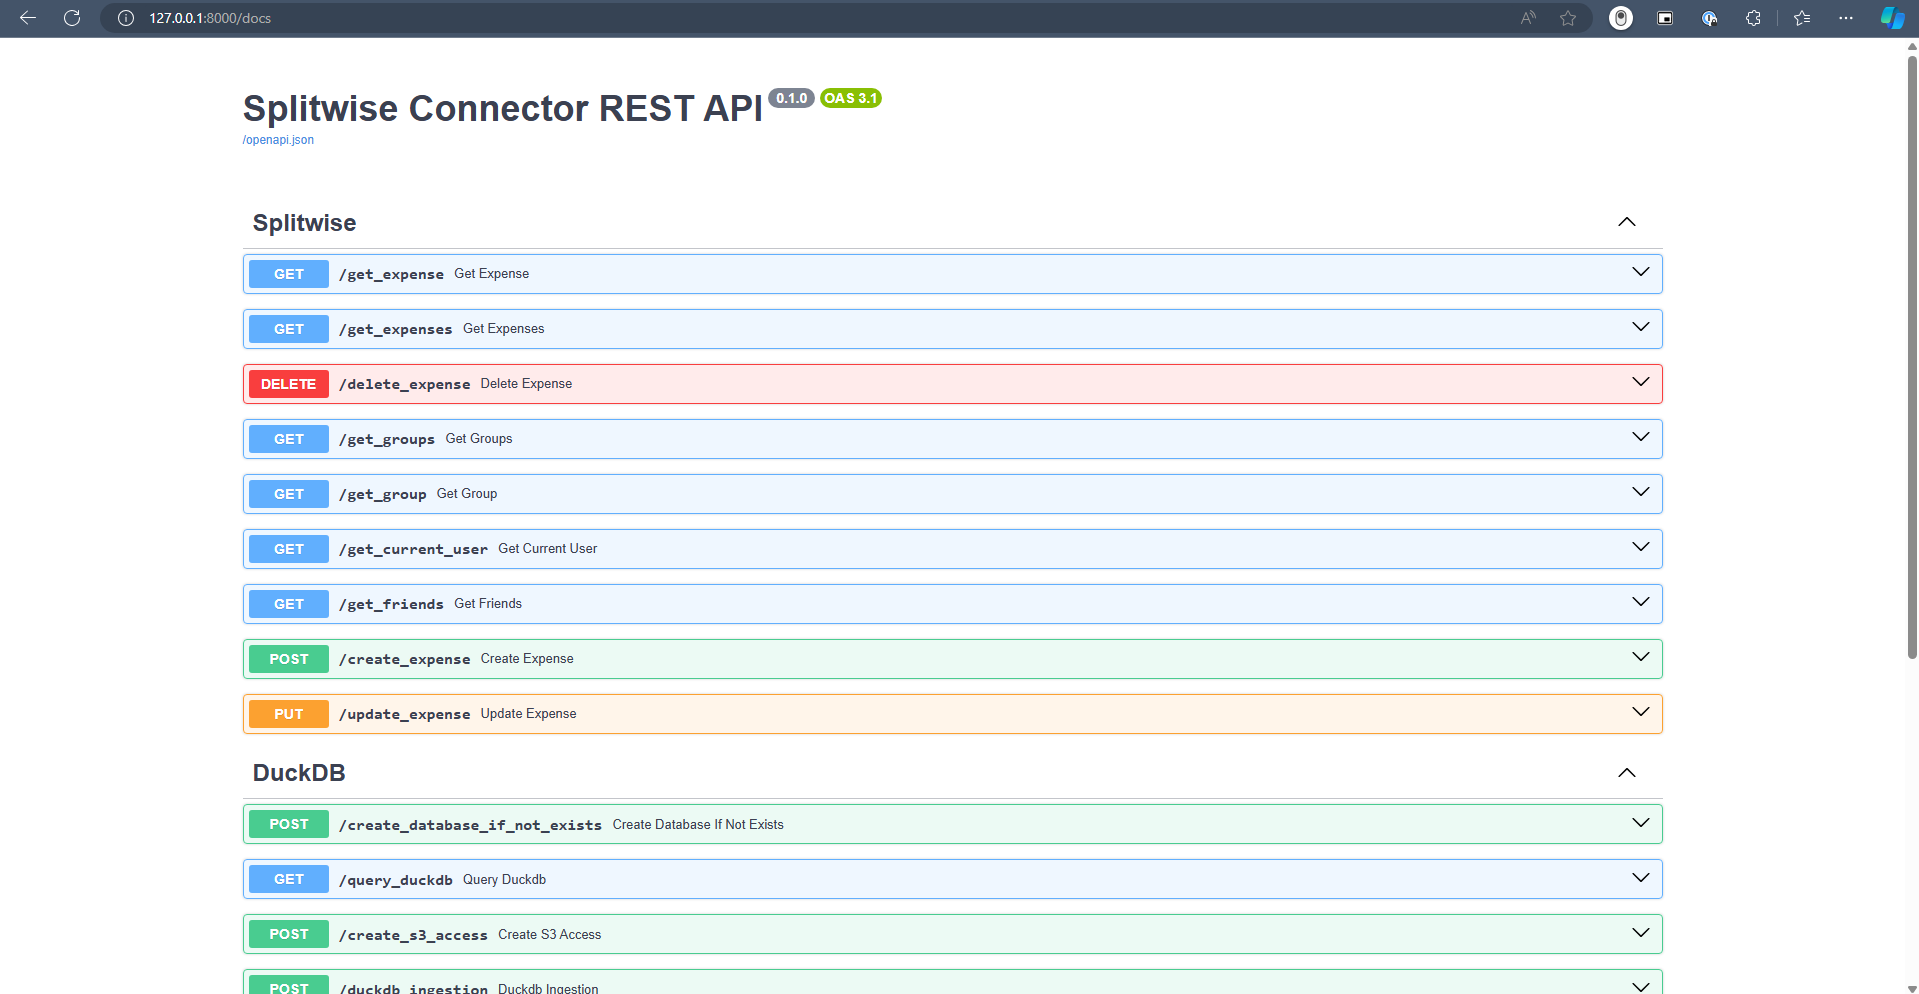 127.0.0.1:8000/docs
Splitwise Connector REST API 0.1.0 OAS 3.1
/openapi.json
Splitwise
GET /get_expense Get Expense
GET /get_expenses Get Expenses
DELETE /delete_expense Delete Expense
GET /get_groups Get Groups
GET /get_group Get Group
GET /get_current_user Get Current User
GET /get_friends Get Friends
POST /create_expense Create Expense
PUT /update_expense Update Expense
DuckDB
POST /create_database_if_not_exists Create Database If Not Exists
GET /query_duckdb Query Duckdb
POST /create_s3_access Create S3 Access
POST /duckdb_ingestion Duckdb Ingestion